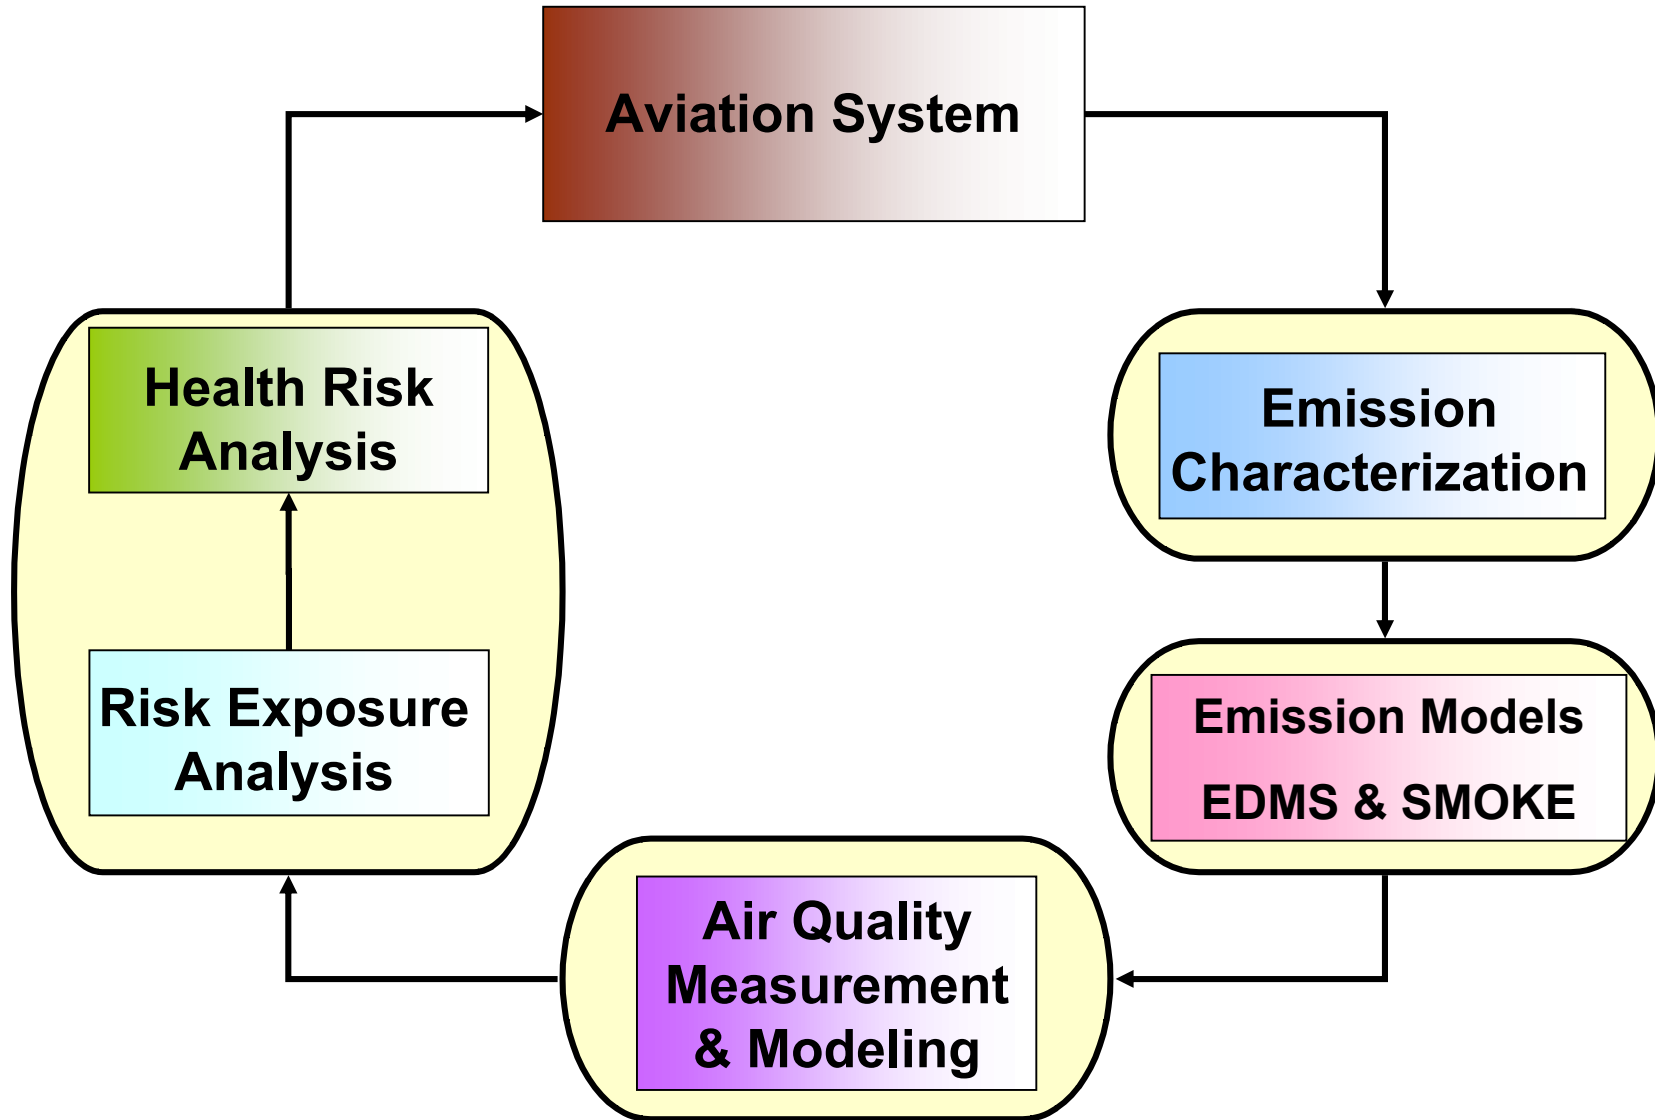 Aviation System
Health Risk
Analysis
Emission
Characterization
Risk Exposure
Analysis
Emission Models
EDMS & SMOKE
Air Quality
Measurement
& Modeling